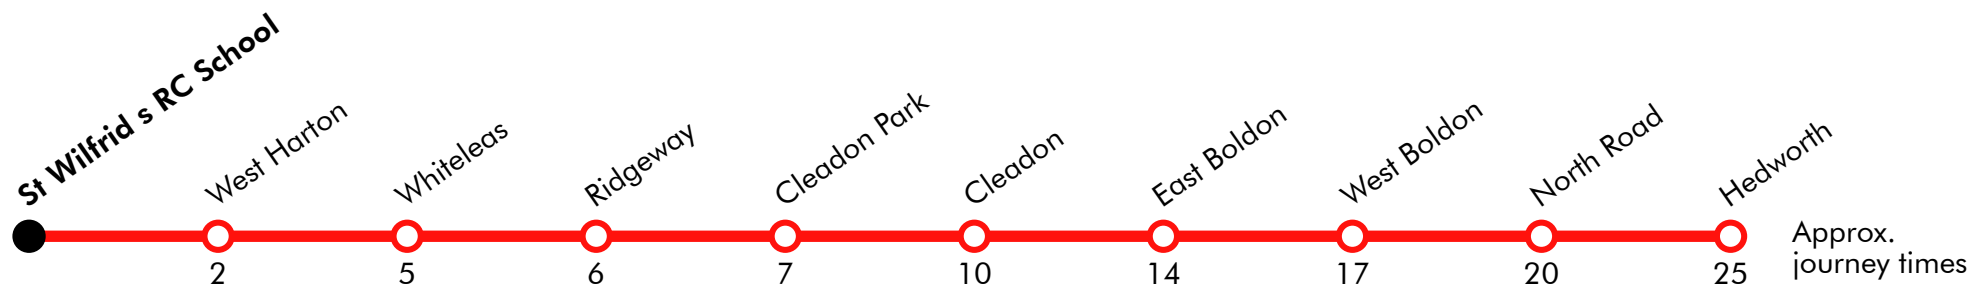 St Wilfrid s RC School
West Harton
Whiteleas
Ridgeway
Cleadon Park
Cleadon
East Boldon
West Boldon
North Road
Hedworth
2
5
6
7
10
14
17
20
25
Approx.
journey times